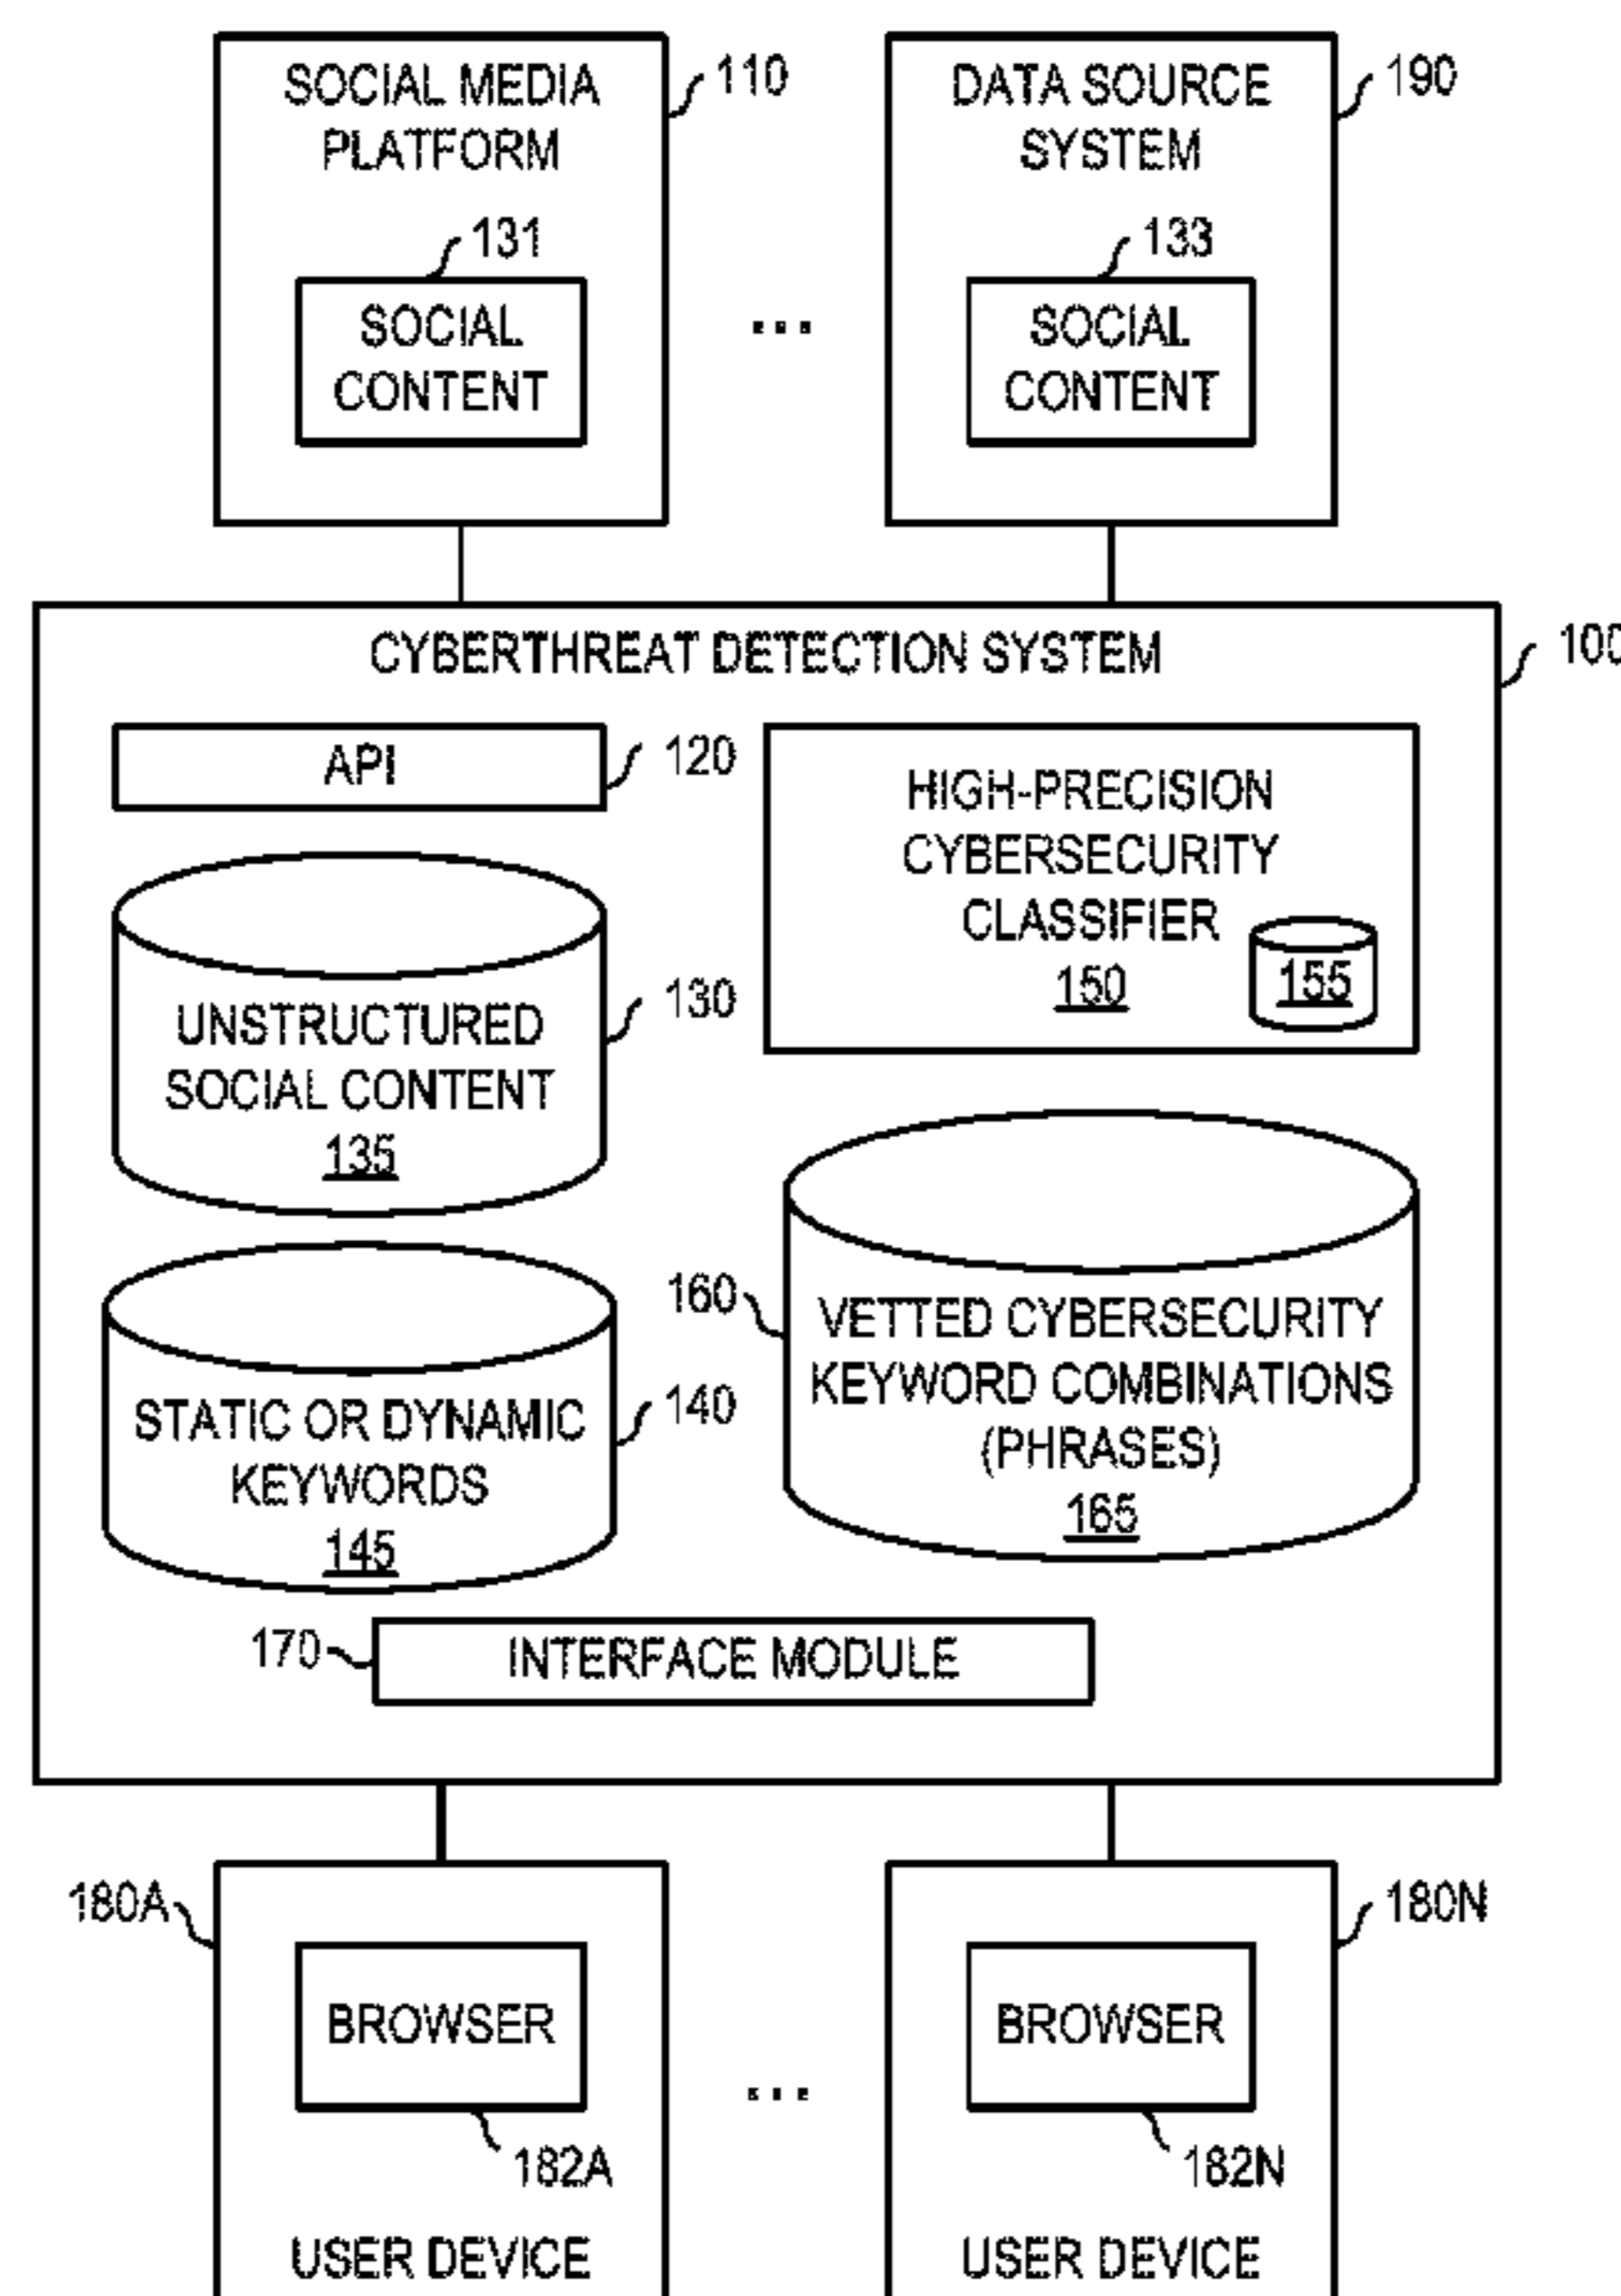 SOCIAL MEDIA
PLATFORM
110
131
SOCIAL
CONTENT
...
DATA SOURCE
SYSTEM
190
133
SOCIAL
CONTENT
CYBERTHREAT DETECTION SYSTEM
100
API
120
HIGH-PRECISION
CYBERSECURITY
CLASSIFIER
150
155
UNSTRUCTURED
SOCIAL CONTENT
135
130
STATIC OR DYNAMIC
KEYWORDS
145
140
160
VETTED CYBERSECURITY
KEYWORD COMBINATIONS
(PHRASES)
165
170
INTERFACE MODULE
180A
BROWSER
182A
USER DEVICE
...
180N
BROWSER
182N
USER DEVICE